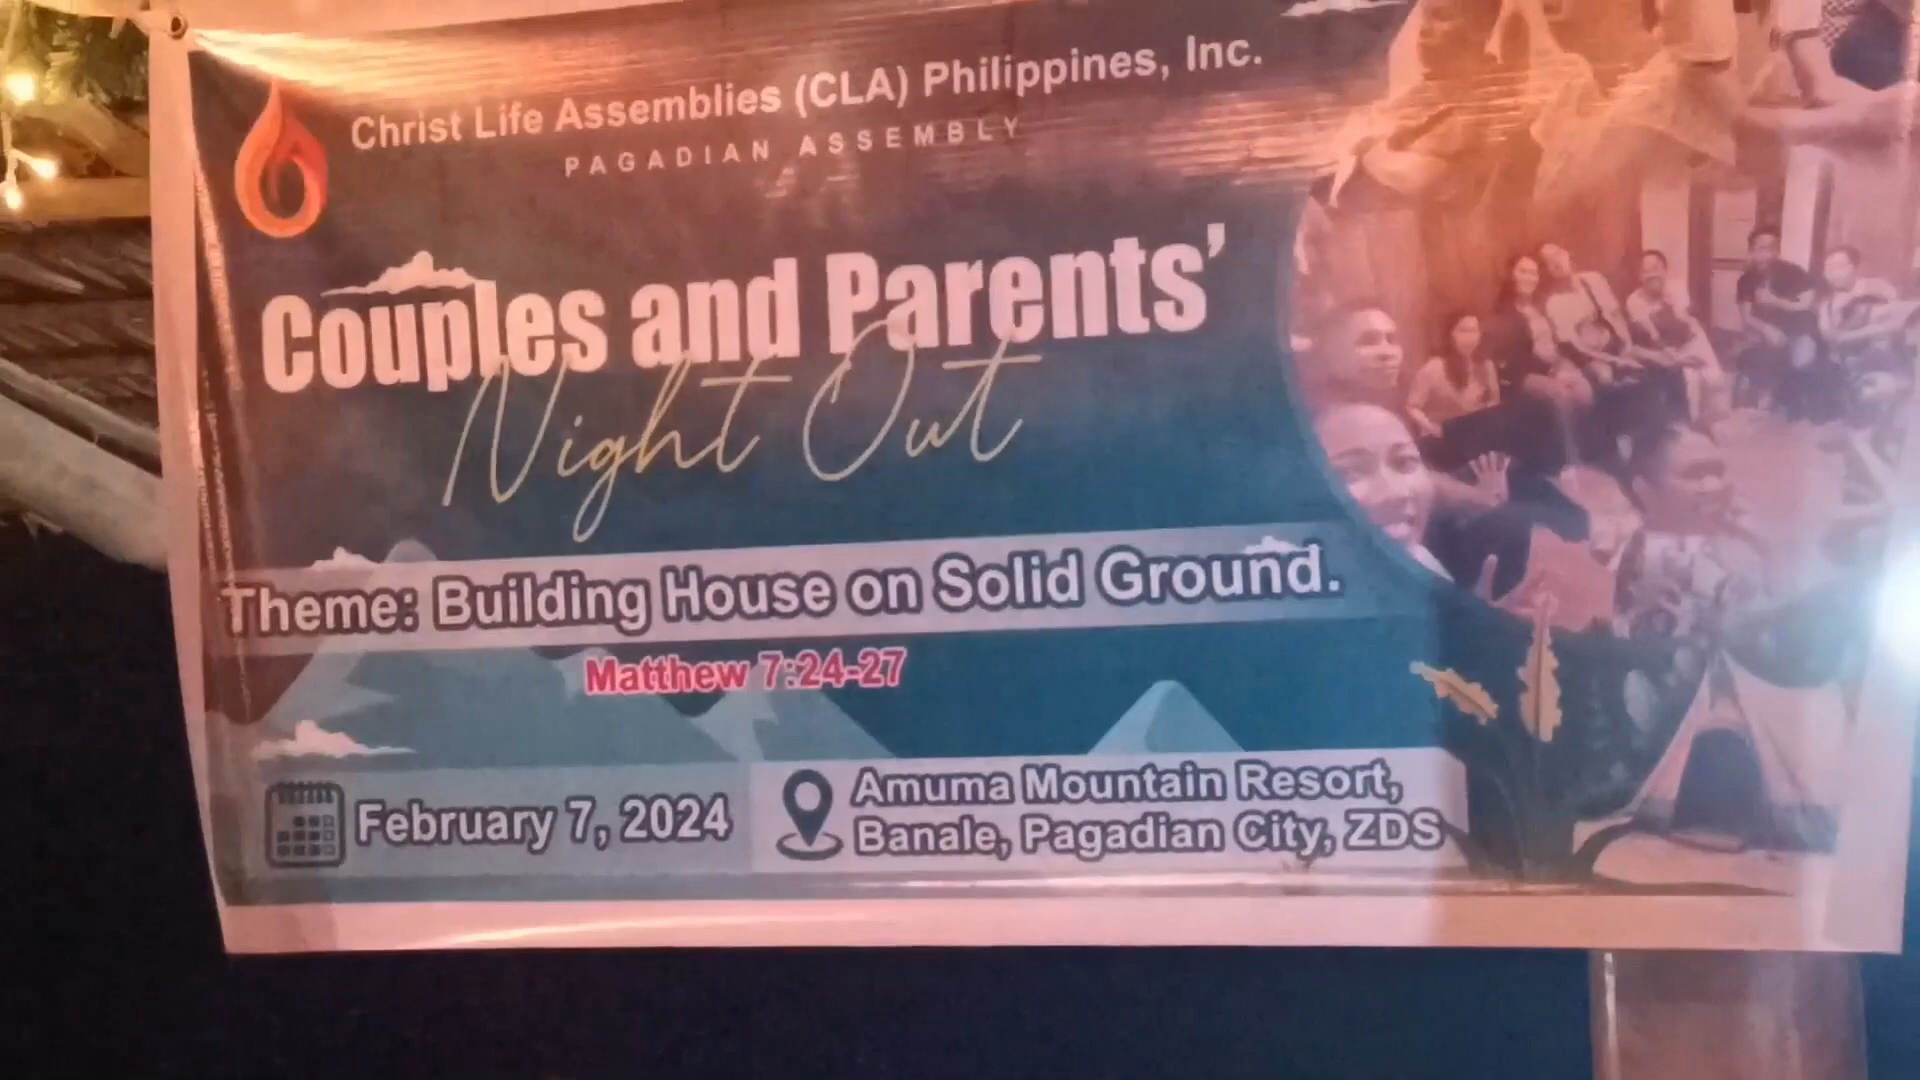 Christ Life Assemblies (CLA) Philippines, Inc.
PAGADIAN ASSEMBLY
Couples and Parents'
Night Out
Theme: Building House on Solid Ground.
Matthew 7:24-27
February 7, 2024
Amuma Mountain Resort,
Banale, Pagadian City, ZDS